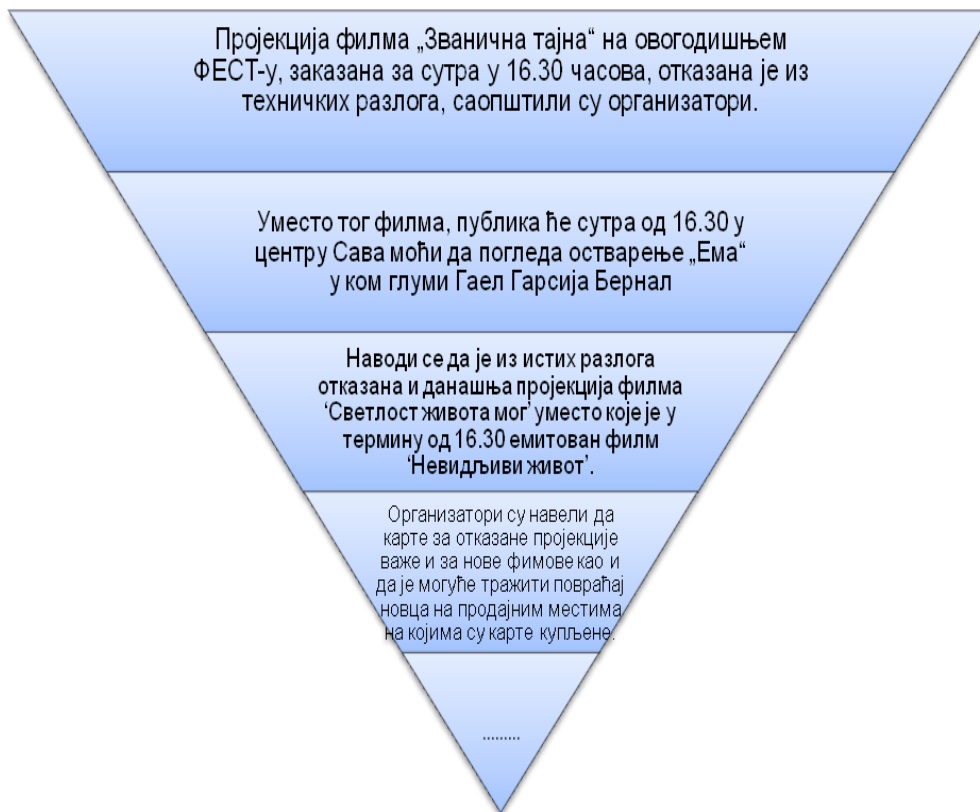 Пројекција филма „Званична тајна“ на овогодишњем
ФЕСТ-у, заказана за сутра у 16.30 часова, отказана је из
техничких разлога, саопштили су организатори.
Уместо тог филма, публика ће сутра од 16.30 у
центру Сава моћи да погледа остварење „Ема“
у ком глуми Гаел Гарсија Бернал
Наводи се да је из истих разлога
отказана и данашња пројекција филма
‘Светлост живота мог’ уместо које је у
термину од 16.30 емитован филм
‘Невидљиви живот’.
Организатори су навели да
карте за отказане пројекције
важе и за нове фимове као и
да је могуће тражити повраћај
новца на продајним местима
на којима су карте купљене.
.........